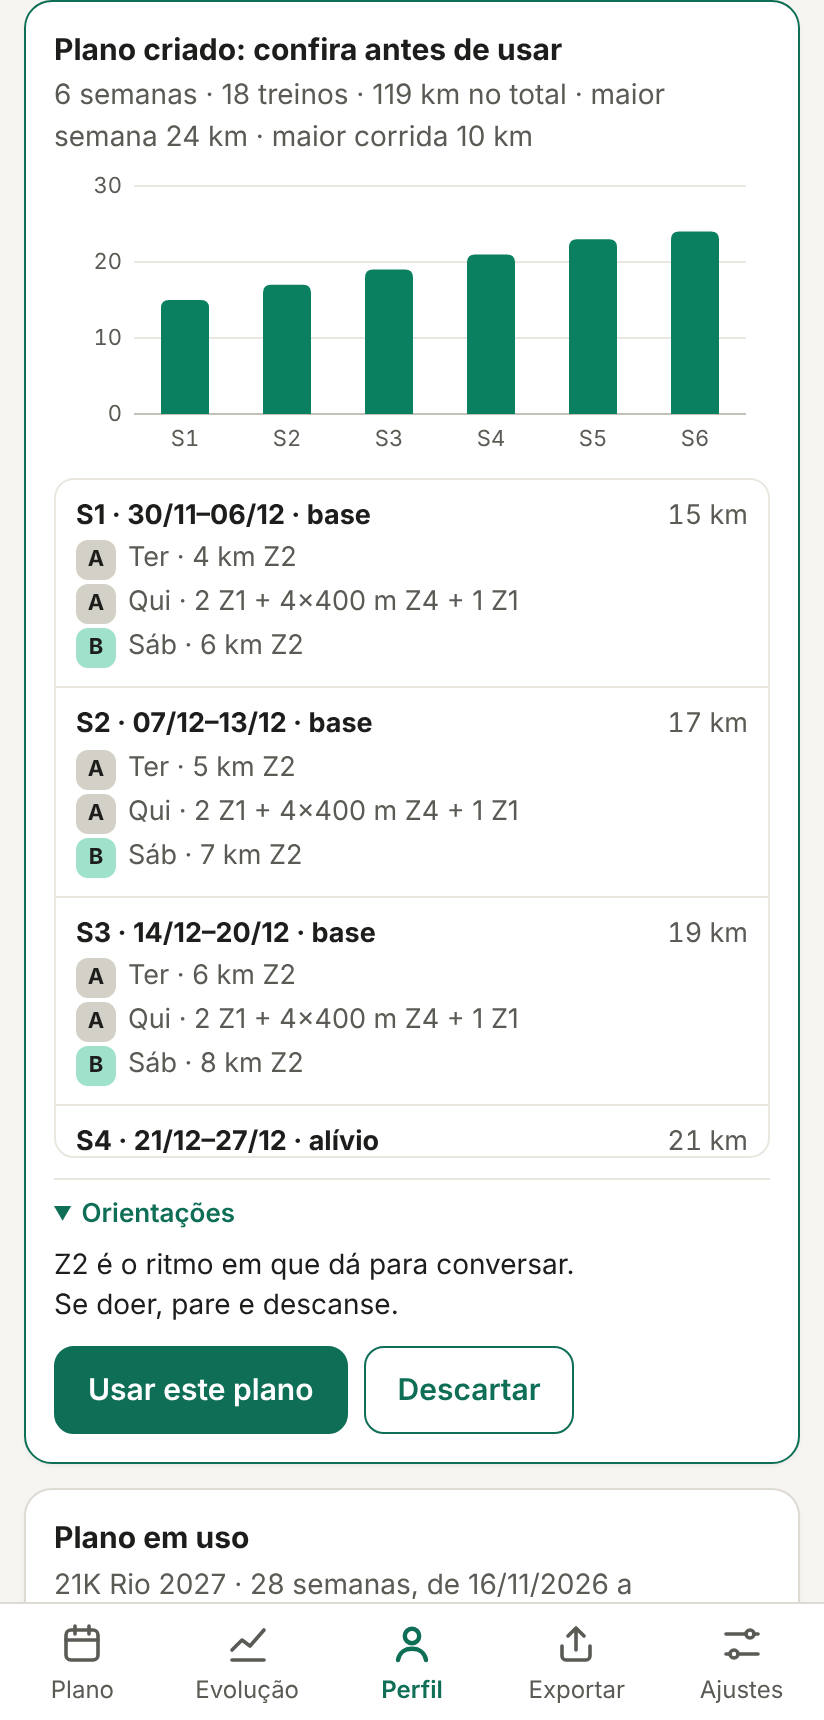 Plano criado: confira antes de usar
6 semanas · 18 treinos · 119 km no total · maior
semana 24 km · maior corrida 10 km
30
20
10
0
S1 S2 S3 S4 S5 S6
S1 · 30/11–06/12 · base 15 km
A Ter · 4 km Z2
A Qui · 2 Z1 + 4×400 m Z4 + 1 Z1
B Sáb · 6 km Z2
S2 · 07/12–13/12 · base 17 km
A Ter · 5 km Z2
A Qui · 2 Z1 + 4×400 m Z4 + 1 Z1
B Sáb · 7 km Z2
S3 · 14/12–20/12 · base 19 km
A Ter · 6 km Z2
A Qui · 2 Z1 + 4×400 m Z4 + 1 Z1
B Sáb · 8 km Z2
S4 · 21/12–27/12 · alívio 21 km
▼ Orientações
Z2 é o ritmo em que dá para conversar.
Se doer, pare e descanse.
Usar este plano Descartar
Plano em uso
21K Rio 2027 · 28 semanas, de 16/11/2026 a
Plano Evolução Perfil Exportar Ajustes